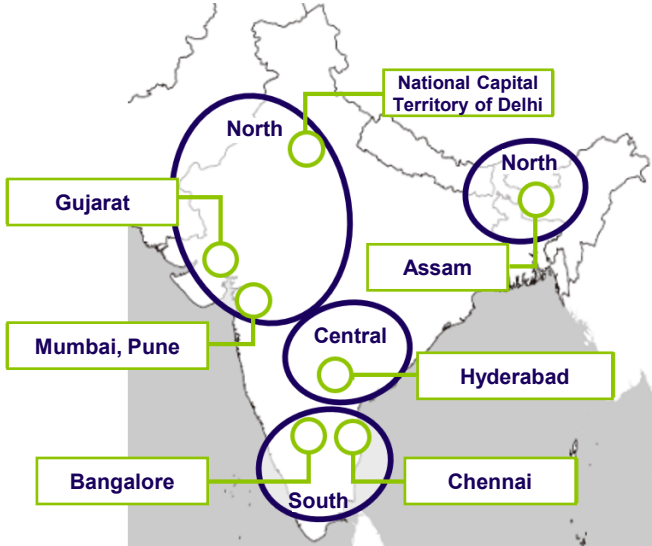 National Capital
Territory of Delhi
North
North
Gujarat
Assam
Central
Mumbai, Pune
Hyderabad
Bangalore
Chennai
South